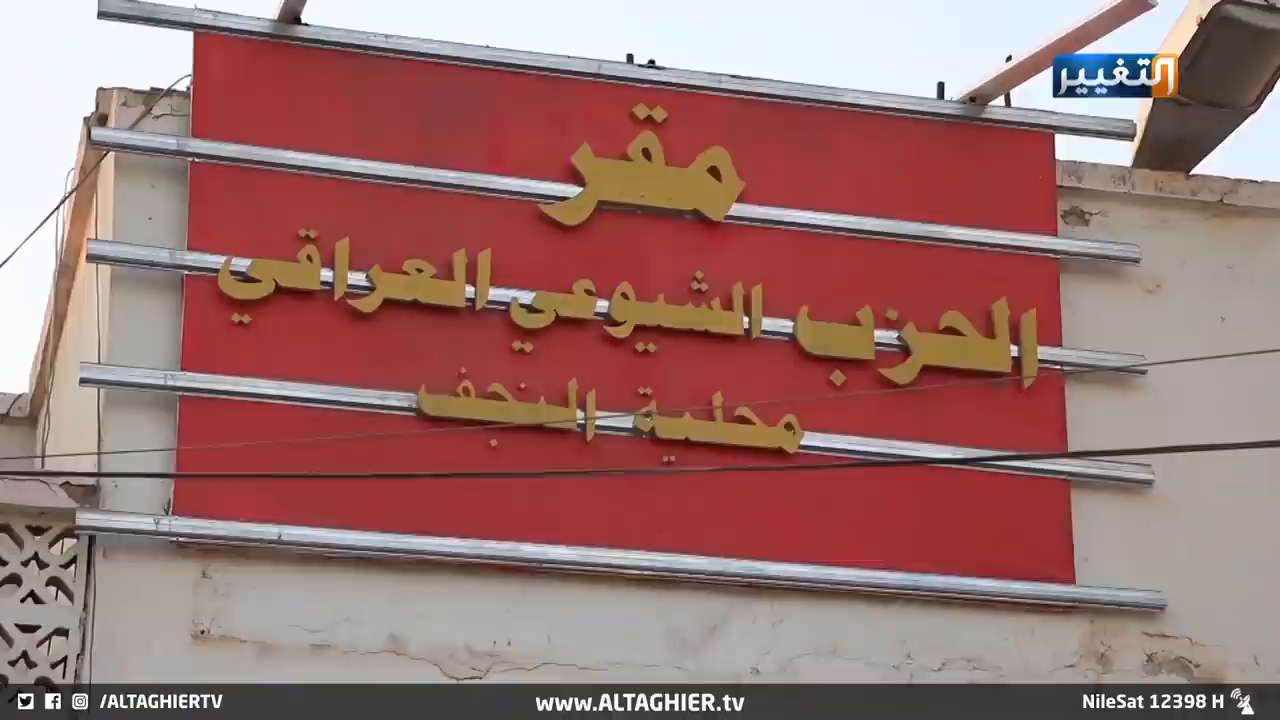 التغيير
مقر
الحزب الشيوعي العراقي
محلية النجف
/ALTAGHIERTV
www.ALTAGHIER.tv
NileSat 12398 H